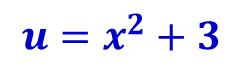 u = x² + 3